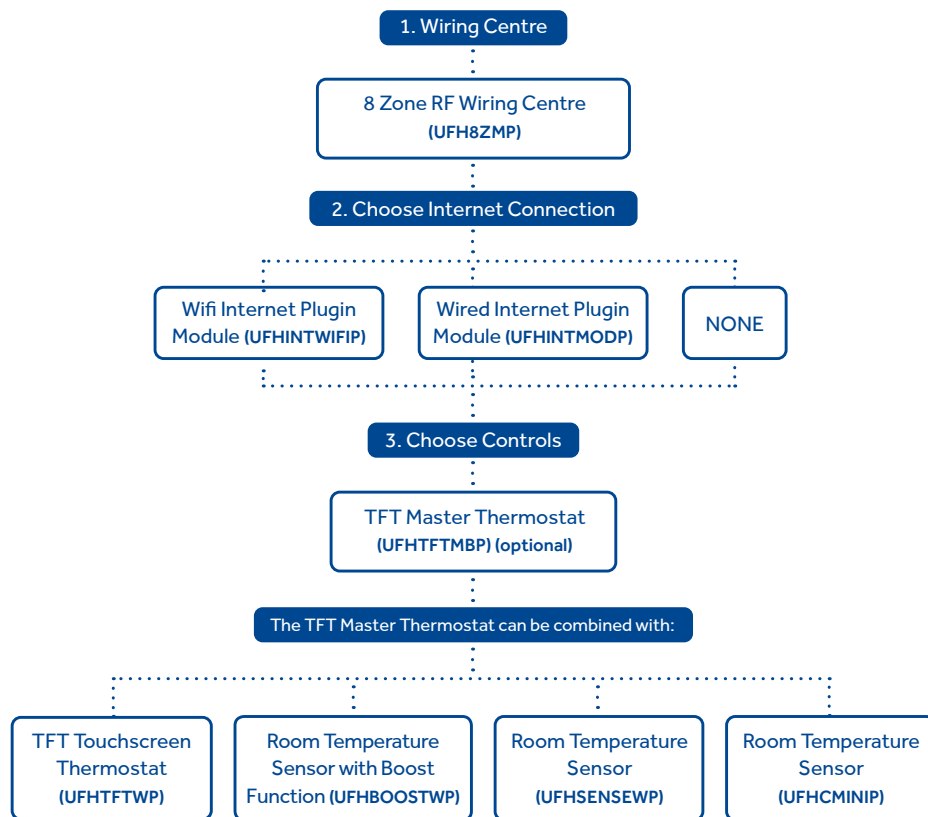 1. Wiring Centre
8 Zone RF Wiring Centre
(UFH8ZMP)
2. Choose Internet Connection
Wifi Internet Plugin
Module (UFHINTWIFIP)
Wired Internet Plugin
Module (UFHINTMODP)
NONE
3. Choose Controls
TFT Master Thermostat
(UFHTFTMBP) (optional)
The TFT Master Thermostat can be combined with:
TFT Touchscreen
Thermostat
(UFHTFTWP)
Room Temperature
Sensor with Boost
Function (UFHBOOSTWP)
Room Temperature
Sensor
(UFHSENSEWP)
Room Temperature
Sensor
(UFHCMINIP)